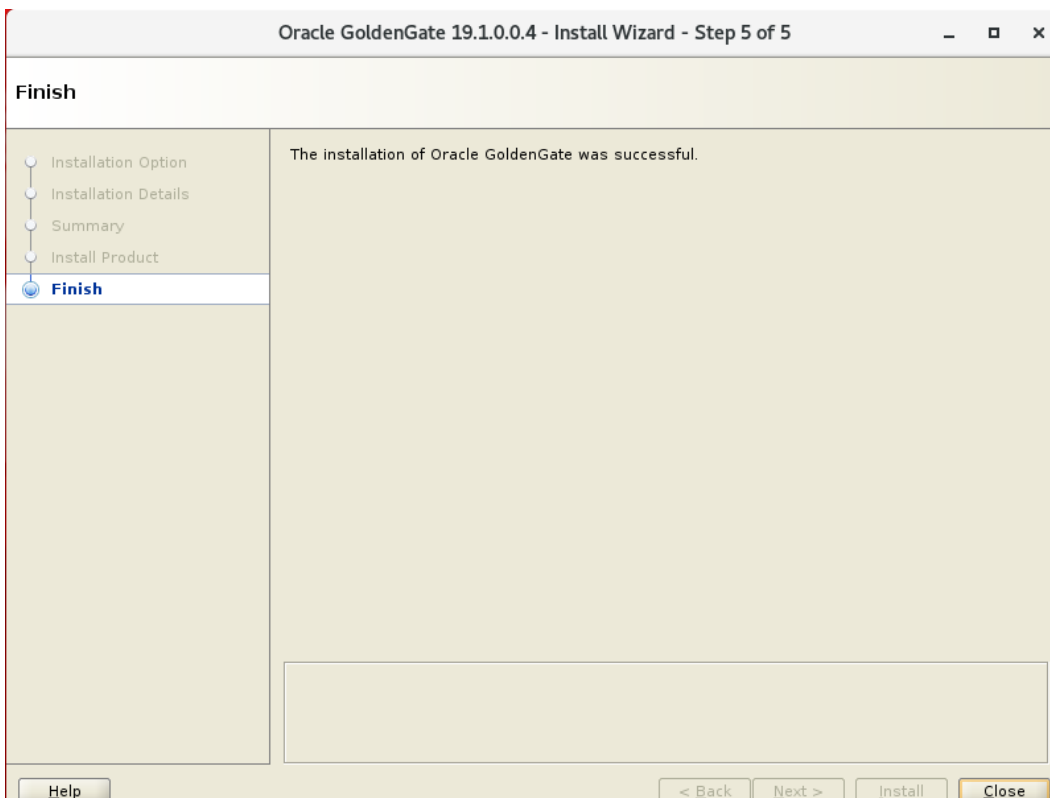 Oracle GoldenGate 19.1.0.0.4 - Install Wizard - Step 5 of 5
Finish
Installation Option
Installation Details
Summary
Install Product
Finish
The installation of Oracle GoldenGate was successful.
Help
< Back
Next >
Install
Close